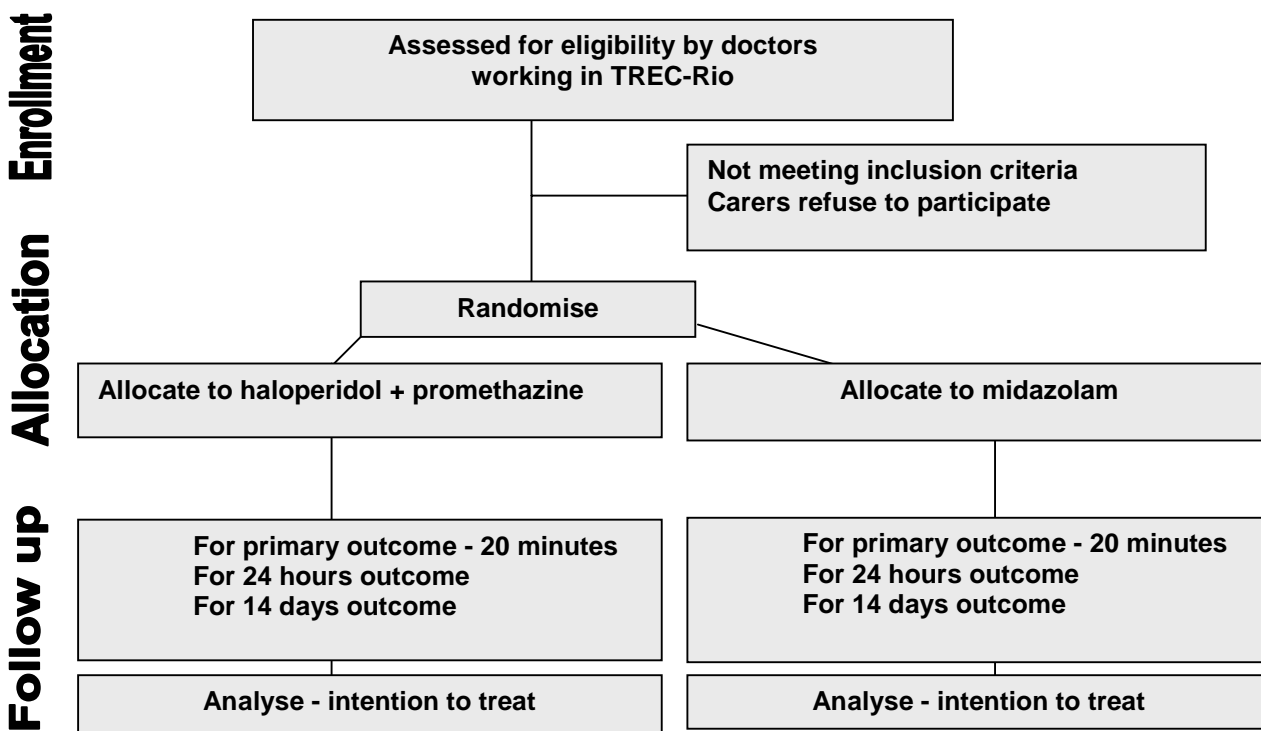 Enrollment
Assessed for eligibility by doctors
working in TREC-Rio
Not meeting inclusion criteria
Carers refuse to participate
Allocation
Randomise
Allocate to haloperidol + promethazine
Allocate to midazolam
Follow up
For primary outcome - 20 minutes
For 24 hours outcome
For 14 days outcome
For primary outcome - 20 minutes
For 24 hours outcome
For 14 days outcome
Analyse - intention to treat
Analyse - intention to treat